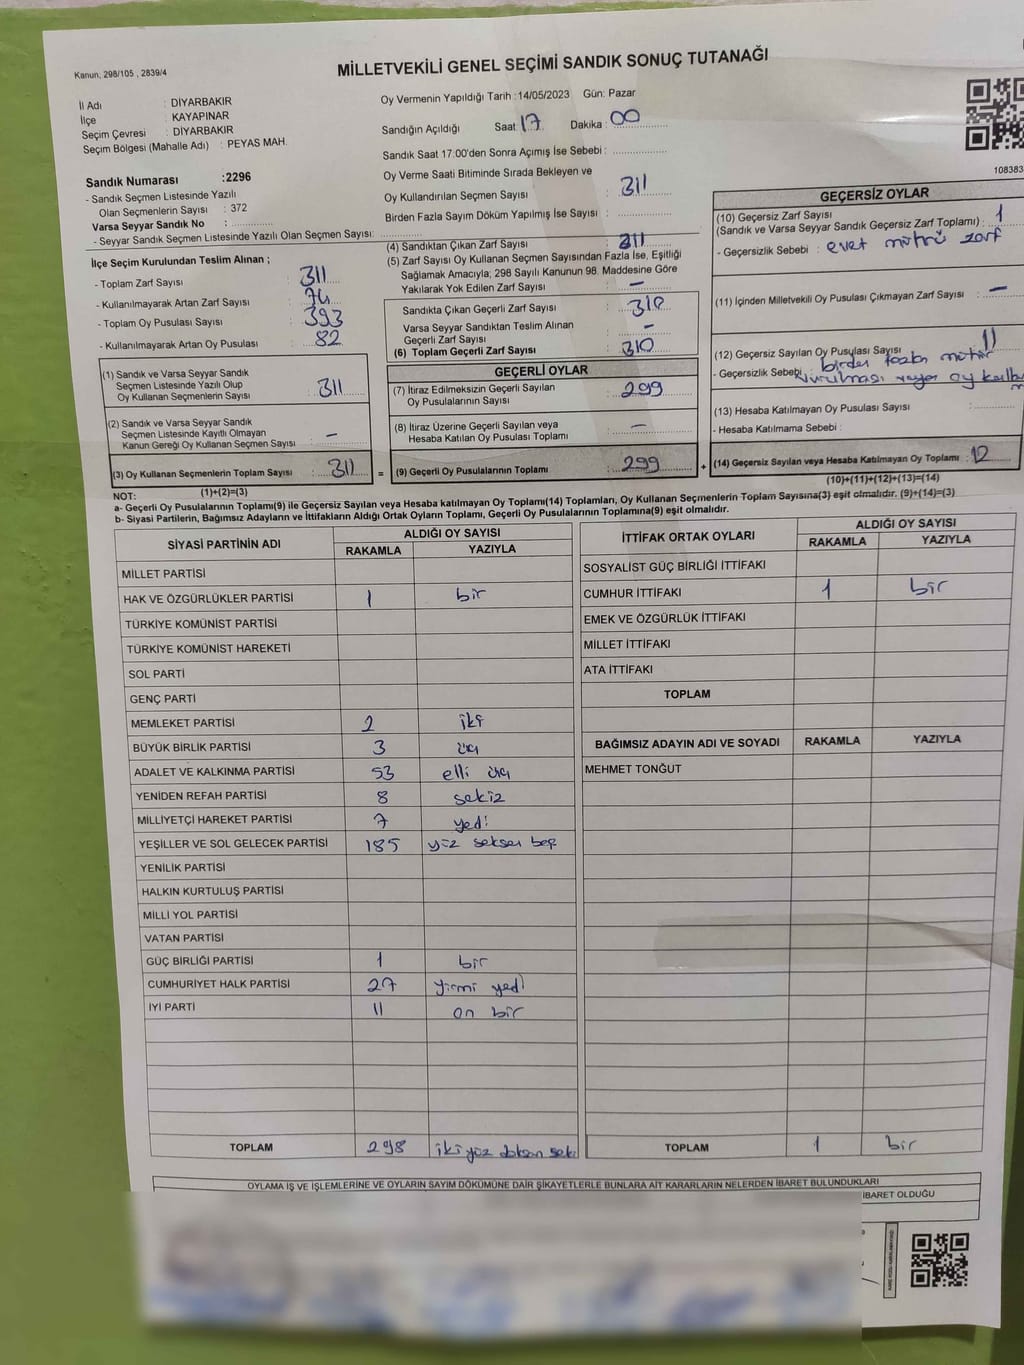 Kanun, 298/105 , 2839/4
MİLLETVEKİLİ GENEL SEÇİMİ SANDIK SONUÇ TUTANAĞI
İl Adı : DİYARBAKIR
İlçe : KAYAPINAR
Seçim Çevresi : DİYARBAKIR
Seçim Bölgesi (Mahalle Adı) : PEYAS MAH.
Oy Vermenin Yapıldığı Tarih :14/05/2023 Gün: Pazar
Sandığın Açıldığı Saat 17 Dakika : 00
Sandık Saat 17:00'den Sonra Açımış İse Sebebi :
Oy Verme Saati Bitiminde Sırada Bekleyen ve
Oy Kullandırılan Seçmen Sayısı : 311
Birden Fazla Sayım Döküm Yapılmış İse Sayısı :
108383
Sandık Numarası :2296
- Sandık Seçmen Listesinde Yazılı
Olan Seçmenlerin Sayısı : 372
Varsa Seyyar Sandık No :
- Seyyar Sandık Seçmen Listesinde Yazılı Olan Seçmen Sayısı:
İlçe Seçim Kurulundan Teslim Alınan ;
- Toplam Zarf Sayısı : 311
- Kullanılmayarak Artan Zarf Sayısı : 74
- Toplam Oy Pusulası Sayısı : 393
- Kullanılmayarak Artan Oy Pusulası : 82
(1) Sandık ve Varsa Seyyar Sandık
Seçmen Listesinde Yazılı Olup
Oy Kullanan Seçmenlerin Sayısı : 311
(2) Sandık ve Varsa Seyyar Sandık
Seçmen Listesinde Kayıtlı Olmayan
Kanun Gereği Oy Kullanan Seçmen Sayısı : -
(3) Oy Kullanan Seçmenlerin Toplam Sayısı : 311 =
(1)+(2)=(3)
(4) Sandıktan Çıkan Zarf Sayısı : 311
(5) Zarf Sayısı Oy Kullanan Seçmen Sayısından Fazla İse, Eşitliği
Sağlamak Amacıyla; 298 Sayılı Kanunun 98. Maddesine Göre
Yakılarak Yok Edilen Zarf Sayısı : -
Sandıkta Çıkan Geçerli Zarf Sayısı : 310
Varsa Seyyar Sandıktan Teslim Alınan
Geçerli Zarf Sayısı : -
(6) Toplam Geçerli Zarf Sayısı : 310
GEÇERLİ OYLAR
(7) İtiraz Edilmeksizin Geçerli Sayılan
Oy Pusulalarının Sayısı : 299
(8) İtiraz Üzerine Geçerli Sayılan veya
Hesaba Katılan Oy Pusulası Toplamı : -
(9) Geçerli Oy Pusulalarının Toplamı : 299 +
GEÇERSİZ OYLAR
(10) Geçersiz Zarf Sayısı
(Sandık ve Varsa Seyyar Sandık Geçersiz Zarf Toplamı) : 1
- Geçersizlik Sebebi : evet mührü zarf
(11) İçinden Milletvekili Oy Pusulası Çıkmayan Zarf Sayısı : -
(12) Geçersiz Sayılan Oy Pusulası Sayısı : 11
- Geçersizlik Sebebi : birden fazla mühür
vurulması veya oy
(13) Hesaba Katılmayan Oy Pusulası Sayısı :
- Hesaba Katılmama Sebebi :
(14) Geçersiz Sayılan veya Hesaba Katılmayan Oy Toplamı : 12
(10)+(11)+(12)+(13)=(14)
NOT:
a- Geçerli Oy Pusulalarının Toplamı(9) ile Geçersiz Sayılan veya Hesaba katılmayan Oy Toplamı(14) Toplamları, Oy Kullanan Seçmenlerin Toplam Sayısına(3) eşit olmalıdır. (9)+(14)=(3)
b- Siyasi Partilerin, Bağımsız Adayların ve İttifakların Aldığı Ortak Oyların Toplamı, Geçerli Oy Pusulalarının Toplamına(9) eşit olmalıdır.
SİYASİ PARTİNİN ADI ALDIĞI OY SAYISI
RAKAMLA YAZIYLA
MİLLET PARTİSİ
HAK VE ÖZGÜRLÜKLER PARTİSİ 1 bir
TÜRKİYE KOMÜNİST PARTİSİ
TÜRKİYE KOMÜNİST HAREKETİ
SOL PARTİ
GENÇ PARTİ
MEMLEKET PARTİSİ 2 iki
BÜYÜK BİRLİK PARTİSİ 3 üç
ADALET VE KALKINMA PARTİSİ 53 elli üç
YENİDEN REFAH PARTİSİ 8 sekiz
MİLLİYETÇİ HAREKET PARTİSİ 7 yedi
YEŞİLLER VE SOL GELECEK PARTİSİ 185 yüz seksen beş
YENİLİK PARTİSİ
HALKIN KURTULUŞ PARTİSİ
MİLLİ YOL PARTİSİ
VATAN PARTİSİ
GÜÇ BİRLİĞİ PARTİSİ 1 bir
CUMHURİYET HALK PARTİSİ 27 yirmi yedi
İYİ PARTİ 11 on bir
TOPLAM 298 iki yüz doksan seki
İTTİFAK ORTAK OYLARI ALDIĞI OY SAYISI
RAKAMLA YAZIYLA
SOSYALİST GÜÇ BİRLİĞİ İTTİFAKI
CUMHUR İTTİFAKI 1 bir
EMEK VE ÖZGÜRLÜK İTTİFAKI
MİLLET İTTİFAKI
ATA İTTİFAKI
TOPLAM
BAĞIMSIZ ADAYIN ADI VE SOYADI RAKAMLA YAZIYLA
MEHMET TONĞUT
TOPLAM 1 bir
OYLAMA İŞ VE İŞLEMLERİNE VE OYLARIN SAYIM DÖKÜMÜNE DAİR ŞİKAYETLERLE BUNLARA AİT KARARLARIN NELERDEN İBARET BULUNDUKLARI
İBARET OLDUĞU